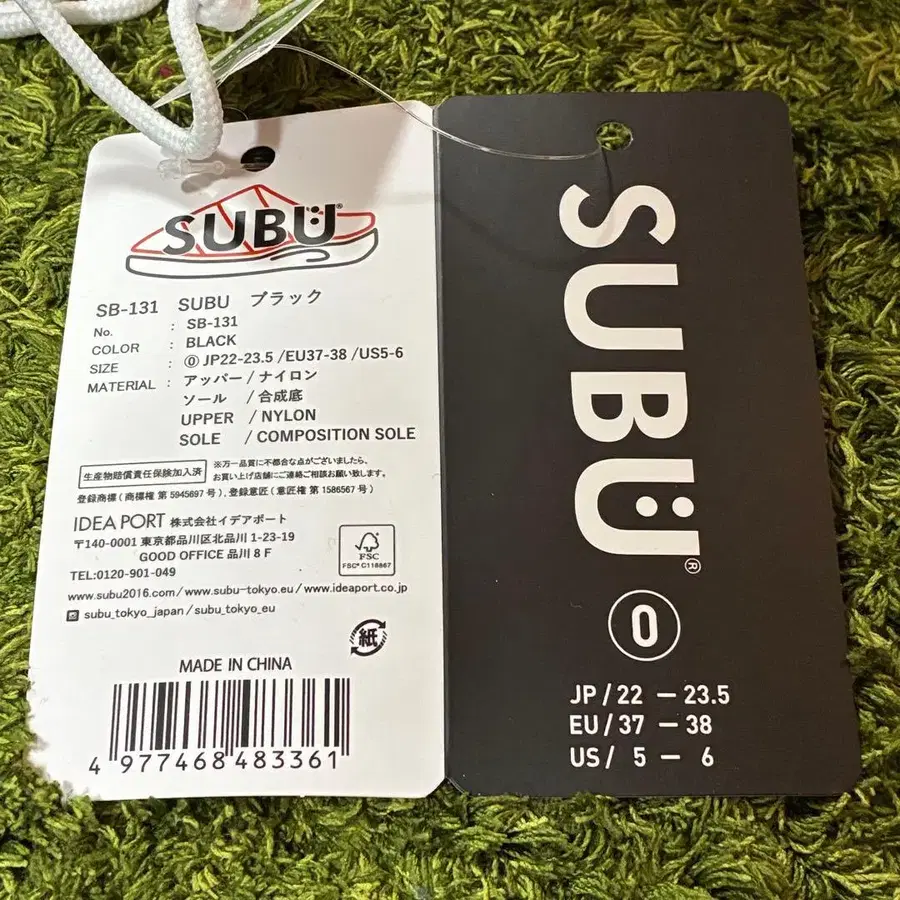 SUBU®
SB-131 SUBU ブラック
No. : SB-131
COLOR : BLACK
SIZE : ⓪ JP22-23.5 /EU37-38 /US5-6
MATERIAL : アッパー / ナイロン
ソール / 合成底
UPPER / NYLON
SOLE / COMPOSITION SOLE
生産物賠償責任保険加入済
※万一品質に不都合な点がございましたら、
お買い上げ店舗にご連絡ご相談お願い致します。
登録商標 ( 商標権 第 5945697 号 ) , 登録意匠 ( 意匠権 第 1586567 号 )
IDEA PORT 株式会社イデアポート
〒140-0001 東京都品川区北品川 1-23-19
GOOD OFFICE 品川 8 F
TEL:0120-901-049
FSC
FSC® C118867
www.subu2016.com / www.subu-tokyo.eu / www.ideaport.co.jp
subu_tokyo_japan / subu_tokyo_eu
紙
MADE IN CHINA
4 977468 483361
SUBU®
0
JP / 22 — 23.5
EU / 37 — 38
US / 5 — 6